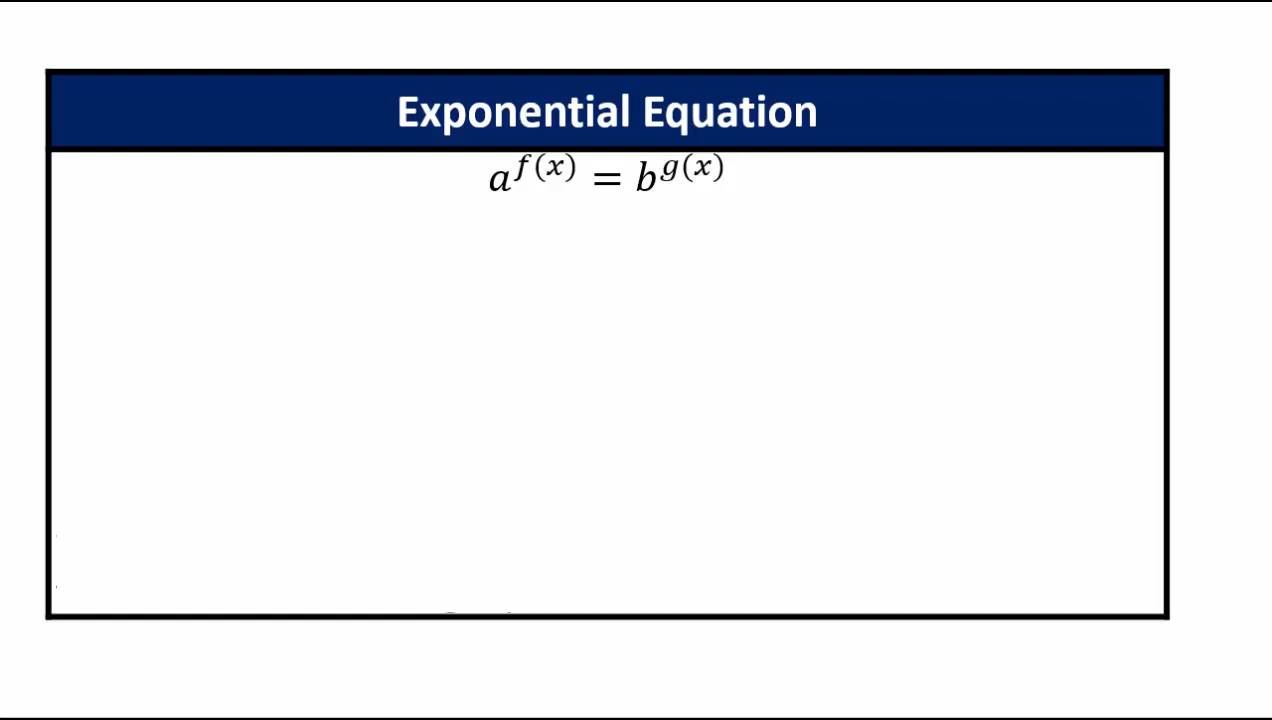 Exponential Equation
a^{f(x)} = b^{g(x)}